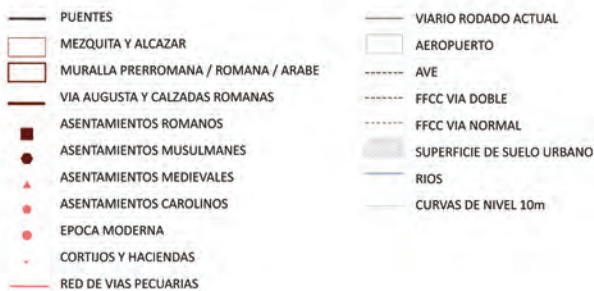 PUENTES
MEZQUITA Y ALCAZAR
MURALLA PRERROMANA / ROMANA / ARABE
VIA AUGUSTA Y CALZADAS ROMANAS
ASENTAMIENTOS ROMANOS
ASENTAMIENTOS MUSULMANES
ASENTAMIENTOS MEDIEVALES
ASENTAMIENTOS CAROLINOS
EPOCA MODERNA
CORTIJOS Y HACIENDAS
RED DE VIAS PECUARIAS
VIARIO RODADO ACTUAL
AEROPUERTO
AVE
FFCC VIA DOBLE
FFCC VIA NORMAL
SUPERFICIE DE SUELO URBANO
RIOS
CURVAS DE NIVEL 10m